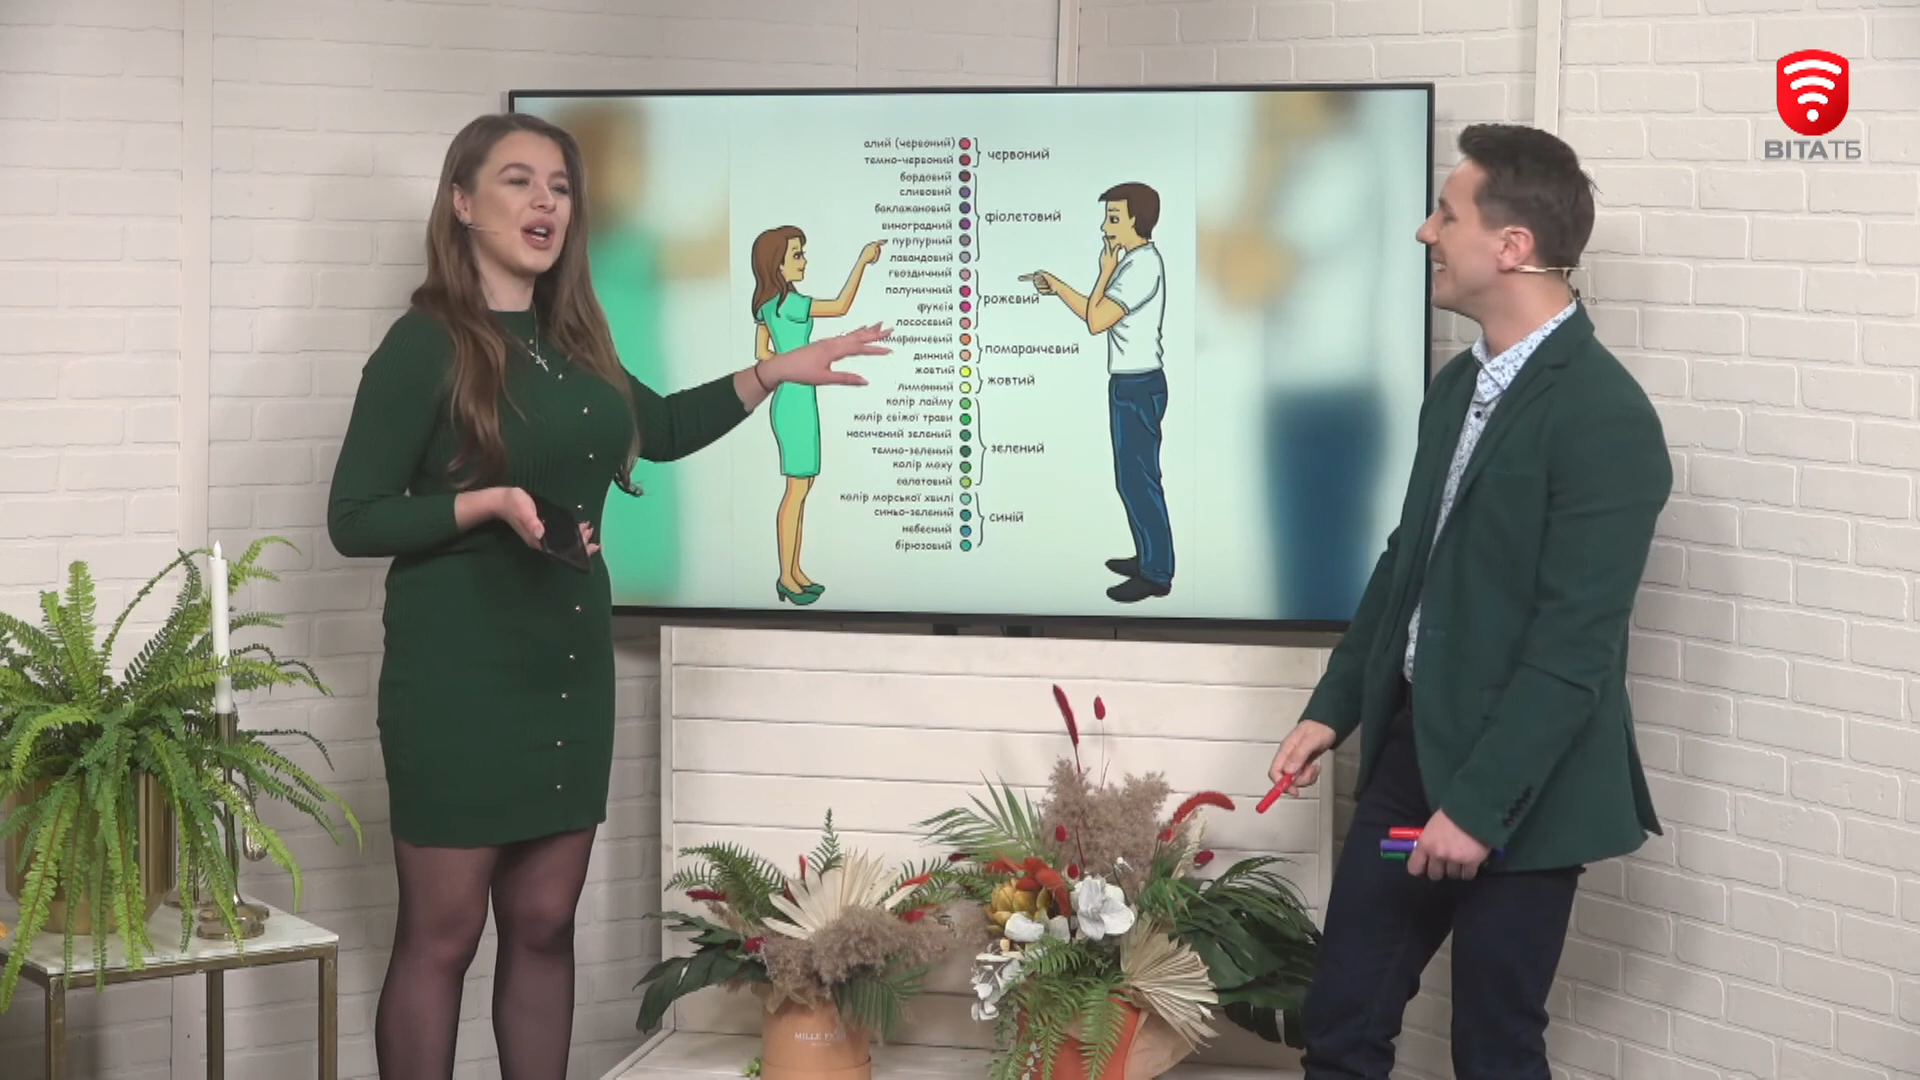 ВІТАТБ
алий (червоний)
темно-червоний
червоний
бордовий
сливовий
баклажановий
фіолетовий
виноградний
пурпурний
лавандовий
гвоздичний
полуничний
рожевий
фуксія
лососевий
помаранчевий
помаранчевий
динний
жовтий
жовтий
лимонний
колір лайму
колір свіжої трави
насичений зелений
зелений
темно-зелений
колір моху
салатовий
колір морської хвилі
синьо-зелений
синій
небесний
бірюзовий